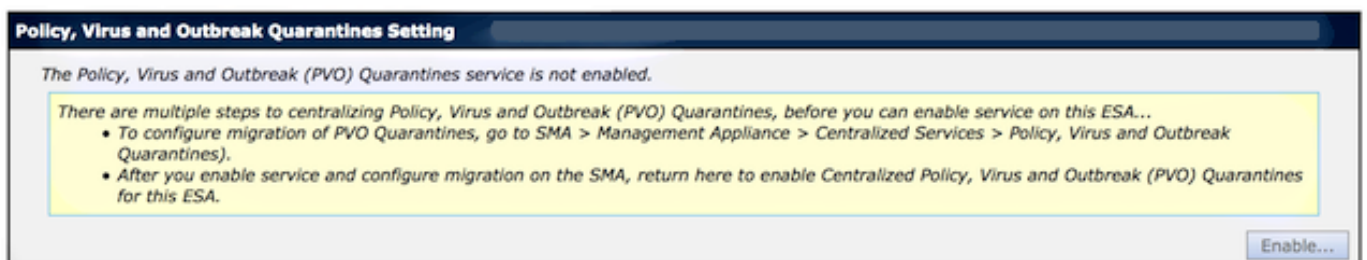 Policy, Virus and Outbreak Quarantines Setting
The Policy, Virus and Outbreak (PVO) Quarantines service is not enabled.
There are multiple steps to centralizing Policy, Virus and Outbreak (PVO) Quarantines, before you can enable service on this ESA...
• To configure migration of PVO Quarantines, go to SMA > Management Appliance > Centralized Services > Policy, Virus and Outbreak
Quarantines).
• After you enable service and configure migration on the SMA, return here to enable Centralized Policy, Virus and Outbreak (PVO) Quarantines
for this ESA.
Enable...